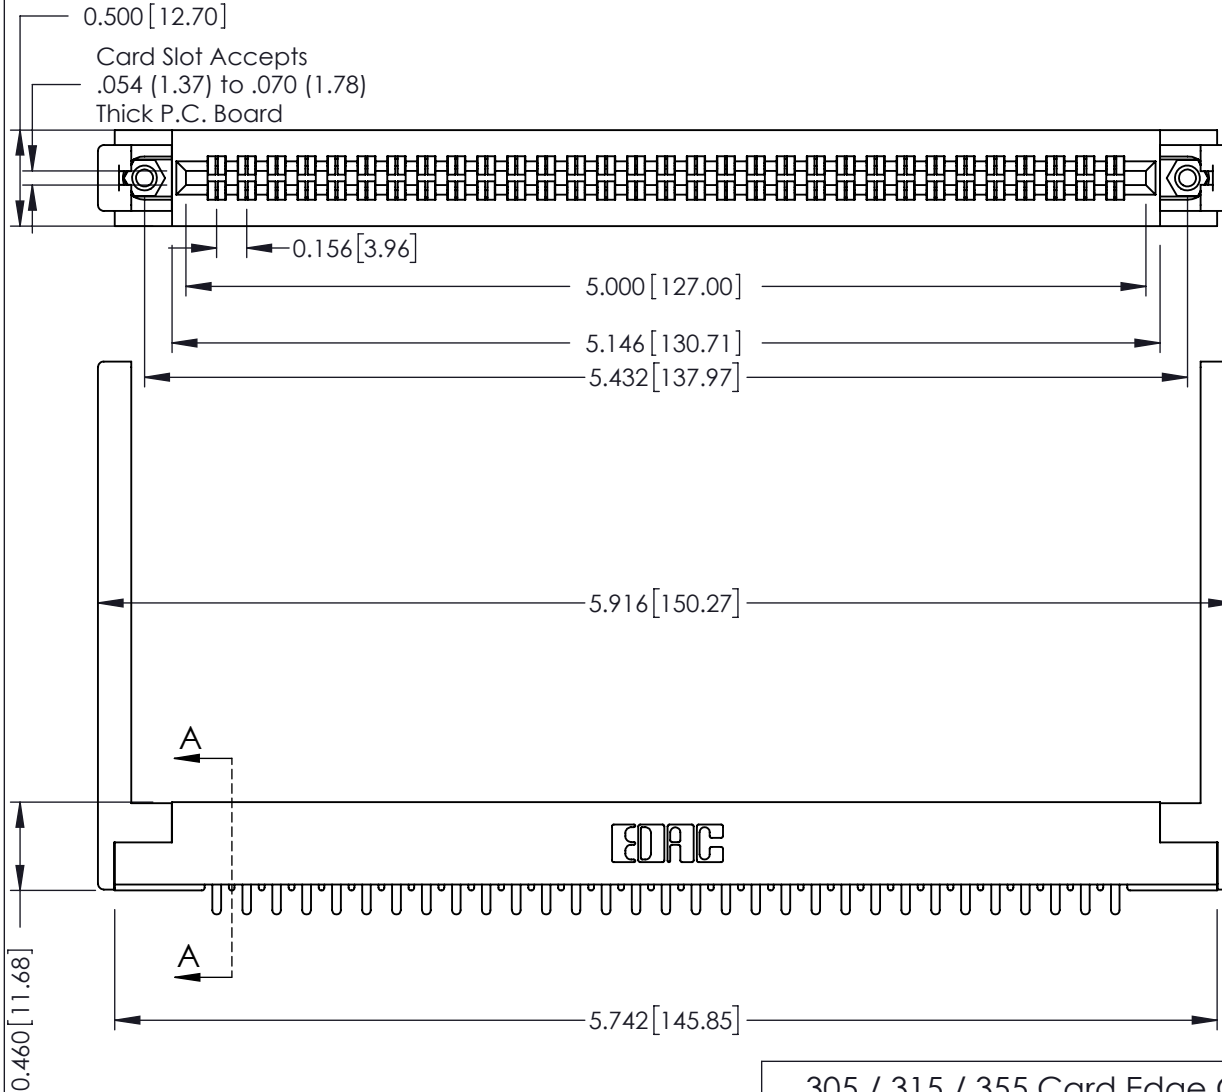 0.500 [12.70]
Card Slot Accepts
.054 (1.37) to .070 (1.78)
Thick P.C. Board
0.156 [3.96]
5.000 [127.00]
5.146 [130.71]
5.432 [137.97]
5.916 [150.27]
A
EDAC
A
0.460 [11.68]
5.742 [145.85]
305 / 315 / 355 Card Edge